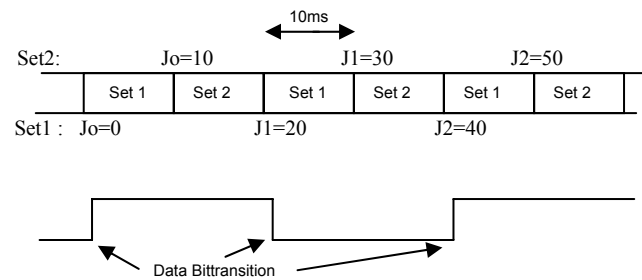 10ms
Set2: Jo=10 J1=30 J2=50
Set 1 Set 2 Set 1 Set 2 Set 1 Set 2
Set1 : Jo=0 J1=20 J2=40
Data Bittransition